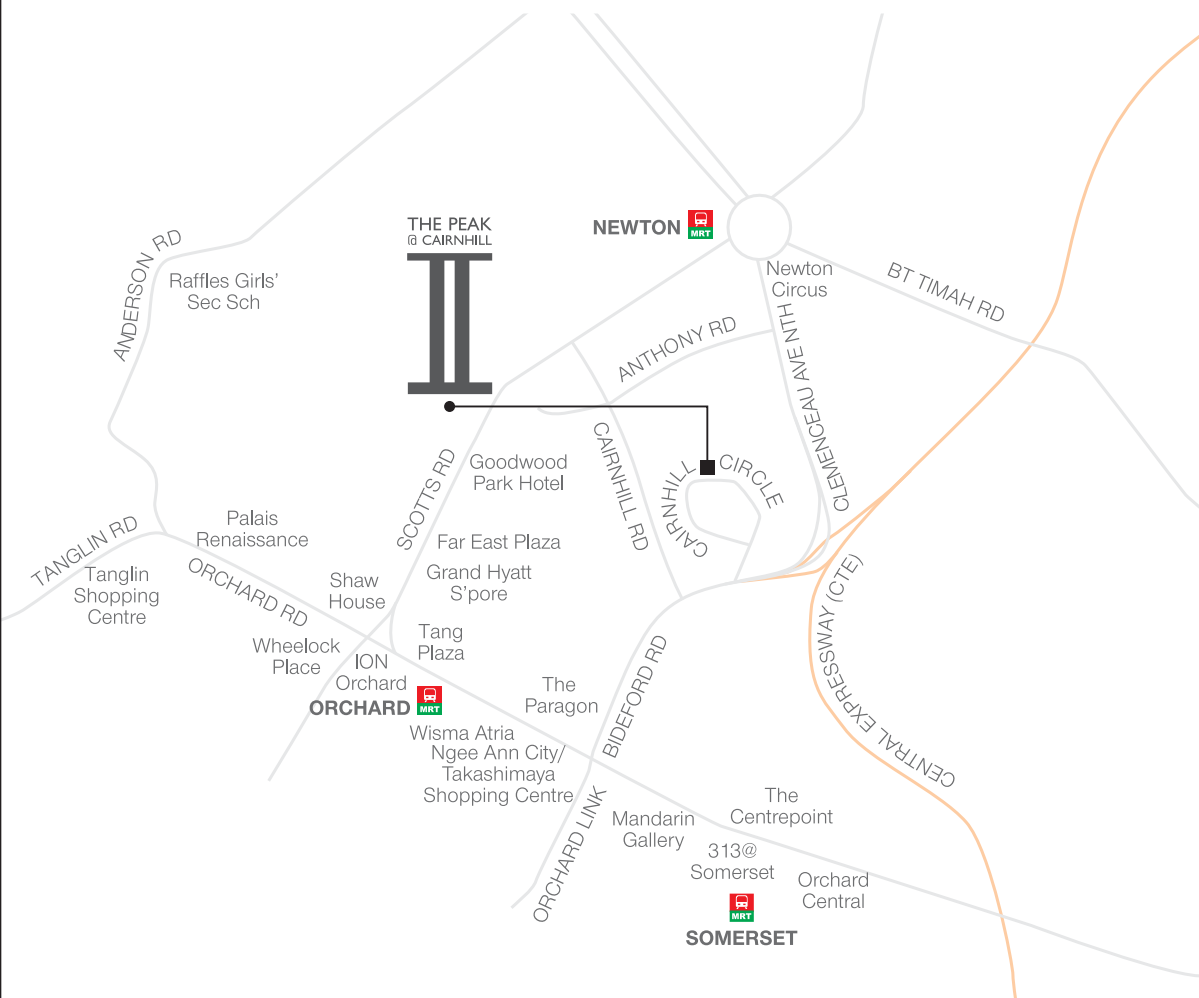 THE PEAK
@ CAIRNHILL
NEWTON
MRT
Newton
Circus
BT TIMAH RD
ANDERSON RD
Raffles Girls'
Sec Sch
ANTHONY RD
CLEMENCEAU AVE NTH
CAIRNHILL RD
CAIRNHILL CIRCLE
SCOTTS RD
Goodwood
Park Hotel
TANGLIN RD
Palais
Renaissance
Far East Plaza
Tanglin
Shopping
Centre
ORCHARD RD
Shaw
House
Grand Hyatt
S'pore
Wheelock
Place
ION
Orchard
Tang
Plaza
ORCHARD
MRT
The
Paragon
BIDEFORD RD
CENTRAL EXPRESSWAY (CTE)
Wisma Atria
Ngee Ann City/
Takashimaya
Shopping Centre
ORCHARD LINK
Mandarin
Gallery
The
Centrepoint
313@
Somerset
Orchard
Central
MRT
SOMERSET